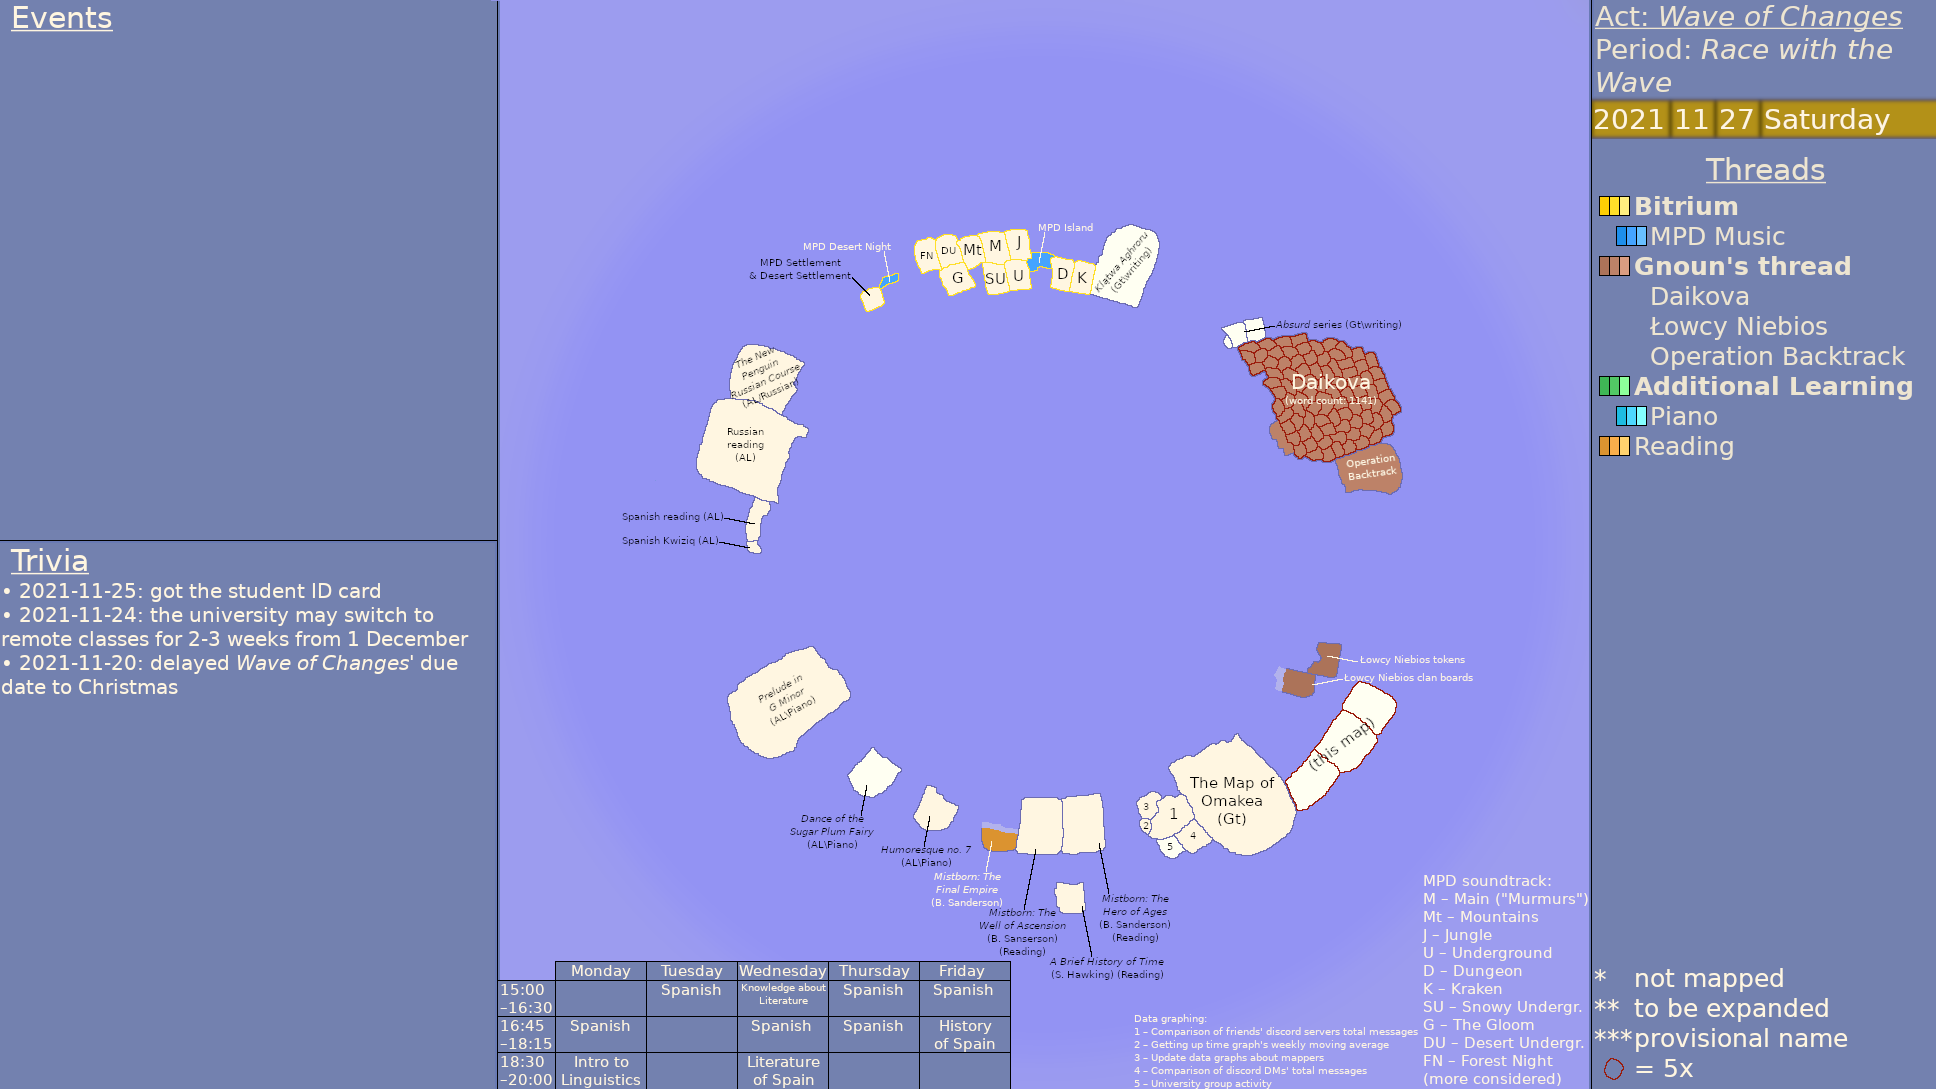 Events
Trivia
• 2021-11-25: got the student ID card
• 2021-11-24: the university may switch to
remote classes for 2-3 weeks from 1 December
• 2021-11-20: delayed Wave of Changes' due
date to Christmas
MPD Desert Night
MPD Settlement
& Desert Settlement
FN
DU
Mt
M
J
G
SU
U
MPD Island
D
K
Klątwa Aghroru
(Gt\writing)
Absurd series (Gt\writing)
Daikova
(word count: 1141)
Operation
Backtrack
The New
Penguin
Russian Course
(AL/Russian)
Russian
reading
(AL)
Spanish reading (AL)
Spanish Kwiziq (AL)
Prelude in
G Minor
(AL\Piano)
Dance of the
Sugar Plum Fairy
(AL\Piano)
Humoresque no. 7
(AL\Piano)
Mistborn: The
Final Empire
(B. Sanderson)
Mistborn: The
Well of Ascension
(B. Sanserson)
(Reading)
Mistborn: The
Hero of Ages
(B. Sanderson)
(Reading)
A Brief History of Time
(S. Hawking) (Reading)
Łowcy Niebios tokens
Łowcy Niebios clan boards
(this map)
The Map of
Omakea
(Gt)
3
1
2
4
5
Monday Tuesday Wednesday Thursday Friday
15:00
–16:30
Spanish
Knowledge about
Literature
Spanish
Spanish
16:45
–18:15
Spanish
Spanish
Spanish
History
of Spain
18:30
–20:00
Intro to
Linguistics
Literature
of Spain
Data graphing:
1 – Comparison of friends' discord servers total messages
2 – Getting up time graph's weekly moving average
3 – Update data graphs about mappers
4 – Comparison of discord DMs' total messages
5 – University group activity
MPD soundtrack:
M – Main ("Murmurs")
Mt – Mountains
J – Jungle
U – Underground
D – Dungeon
K – Kraken
SU – Snowy Undergr.
G – The Gloom
DU – Desert Undergr.
FN – Forest Night
(more considered)
Act: Wave of Changes
Period: Race with the
Wave
2021 11 27 Saturday
Threads
Bitrium
MPD Music
Gnoun's thread
Daikova
Łowcy Niebios
Operation Backtrack
Additional Learning
Piano
Reading
* not mapped
** to be expanded
*** provisional name
= 5x